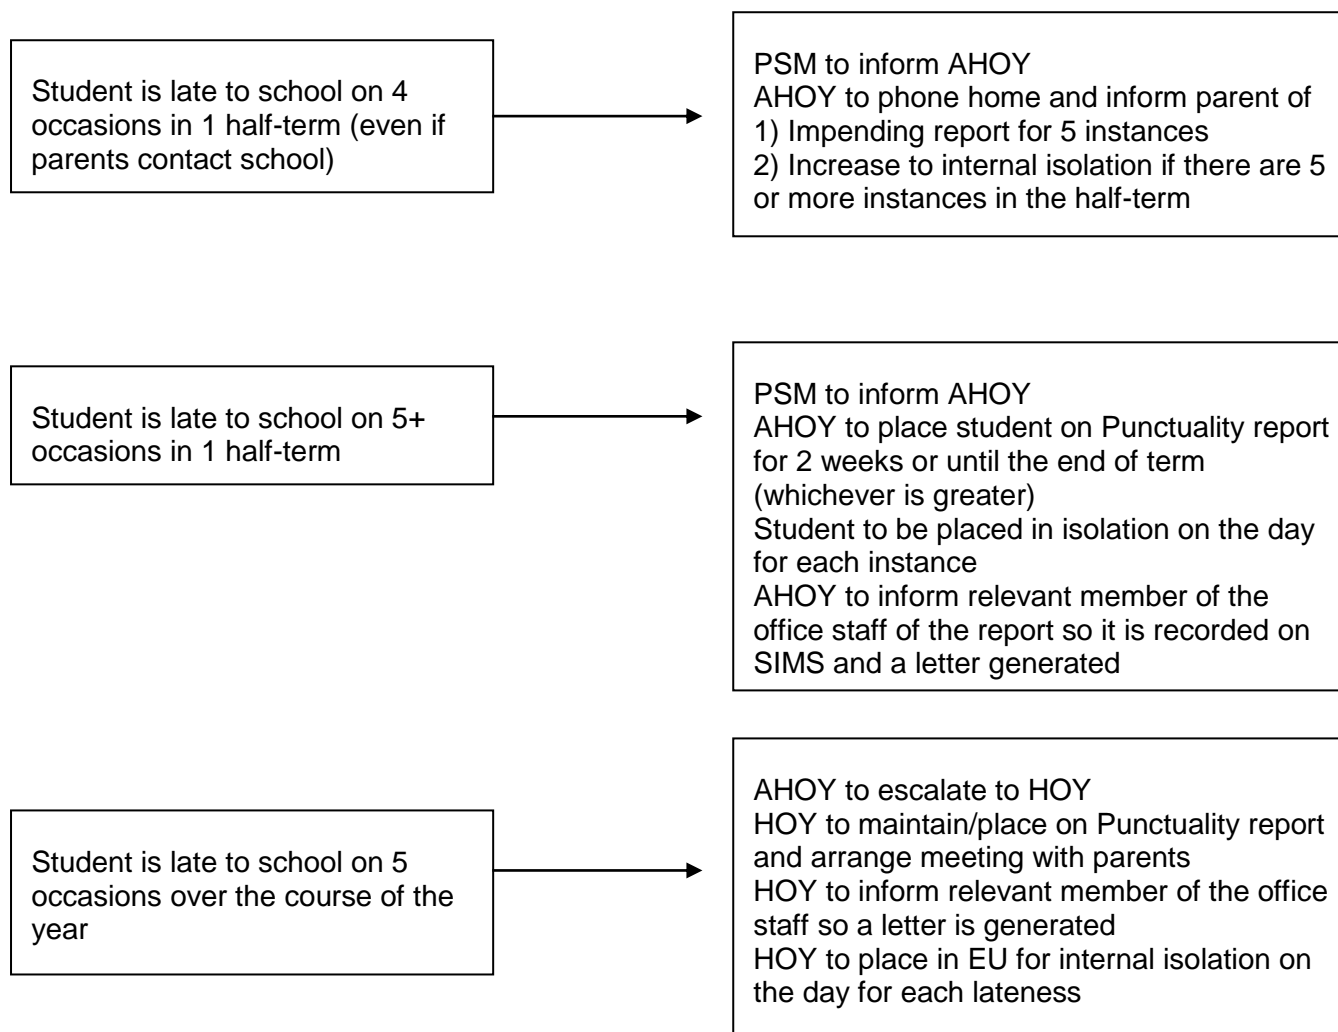 Student is late to school on 4
occasions in 1 half-term (even if
parents contact school)
PSM to inform AHOY
AHOY to phone home and inform parent of
1) Impending report for 5 instances
2) Increase to internal isolation if there are 5
or more instances in the half-term
Student is late to school on 5+
occasions in 1 half-term
PSM to inform AHOY
AHOY to place student on Punctuality report
for 2 weeks or until the end of term
(whichever is greater)
Student to be placed in isolation on the day
for each instance
AHOY to inform relevant member of the
office staff of the report so it is recorded on
SIMS and a letter generated
Student is late to school on 5
occasions over the course of the
year
AHOY to escalate to HOY
HOY to maintain/place on Punctuality report
and arrange meeting with parents
HOY to inform relevant member of the office
staff so a letter is generated
HOY to place in EU for internal isolation on
the day for each lateness